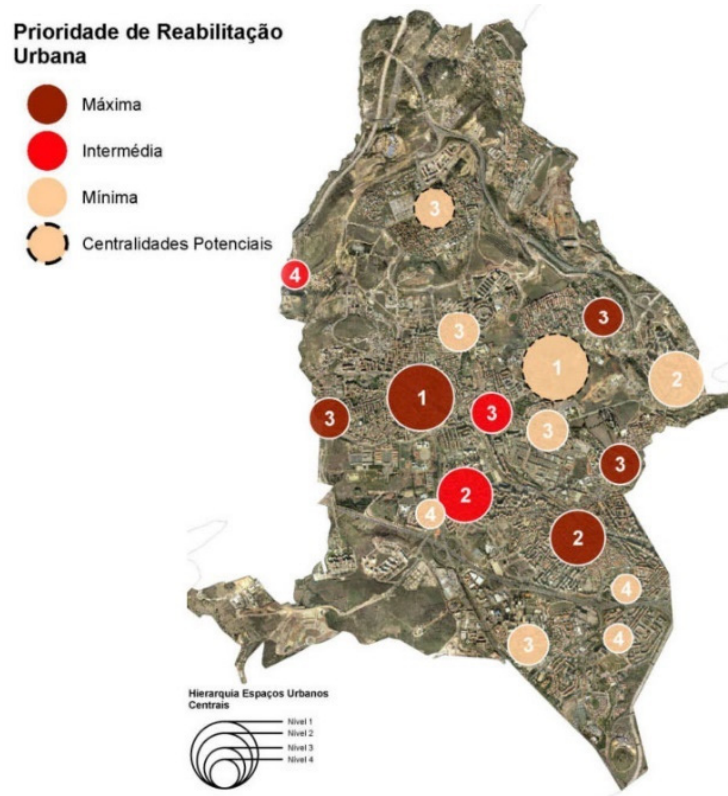 Prioridade de Reabilitação
Urbana
Máxima
Intermédia
Mínima
Centralidades Potenciais
3
4
3
3
1
2
1
3
3
3
3
2
4
2
4
4
3
Hierarquia Espaços Urbanos
Centrais
Nível 1
Nível 2
Nível 3
Nível 4